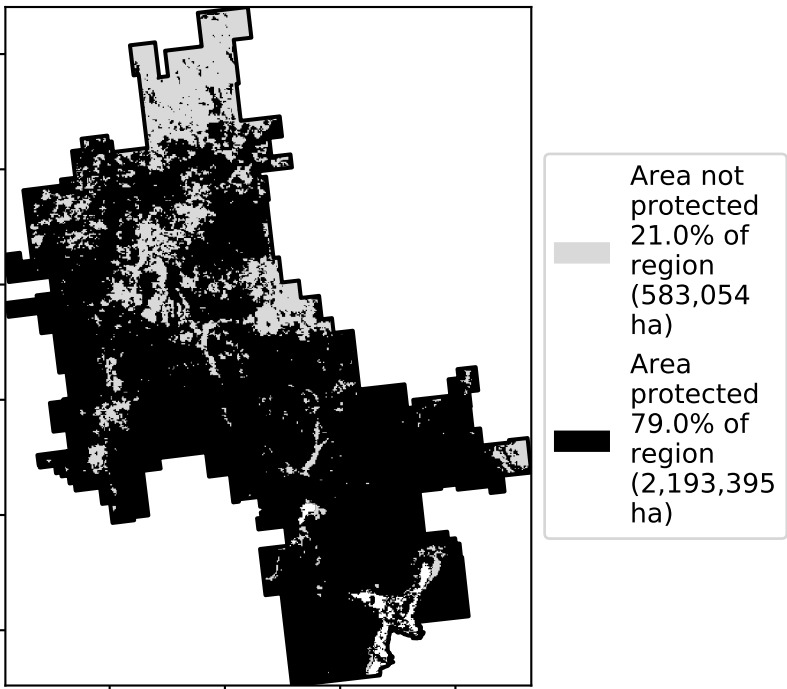 Area not
protected
21.0% of
region
(583,054
ha)
Area
protected
79.0% of
region
(2,193,395
ha)